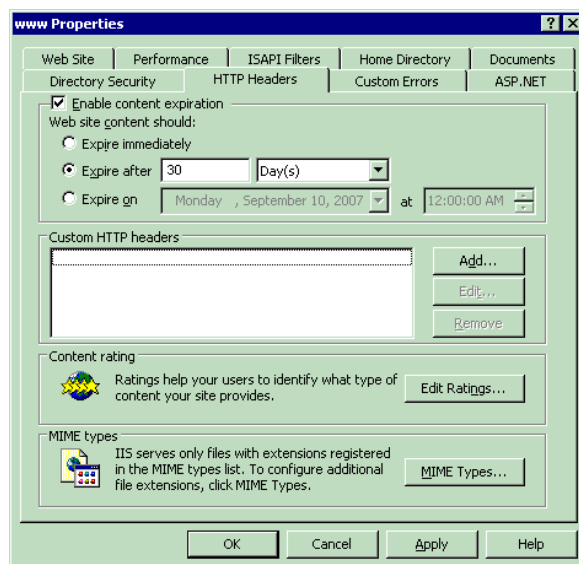 www Properties
Web Site Performance ISAPI Filters Home Directory Documents
Directory Security HTTP Headers Custom Errors ASP.NET
Enable content expiration
Web site content should:
Expire immediately
Expire after 30 Day(s)
Expire on Monday , September 10, 2007 at 12:00:00 AM
Custom HTTP headers
Add...
Edit...
Remove
Content rating
Ratings help your users to identify what type of
content your site provides.
Edit Ratings...
MIME types
IIS serves only files with extensions registered
in the MIME types list. To configure additional
file extensions, click MIME Types.
MIME Types...
OK Cancel Apply Help